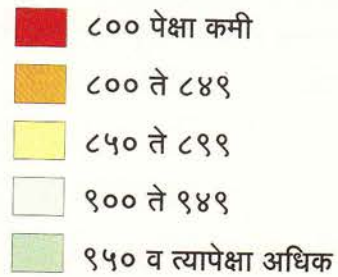 ८०० पेक्षा कमी
८०० ते ८४९
८५० ते ८९९
९०० ते ९४९
९५० व त्यापेक्षा अधिक